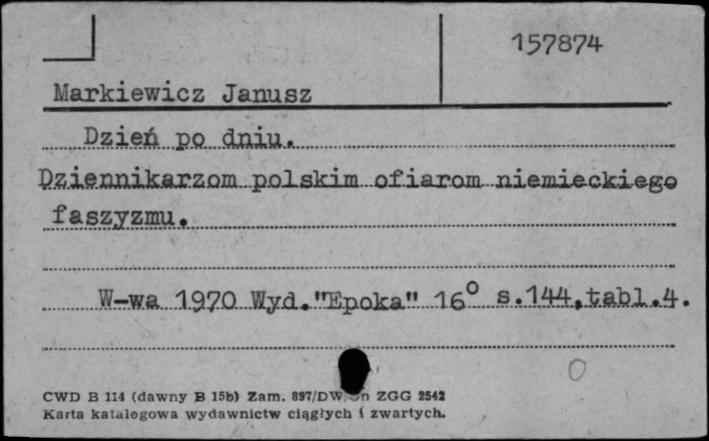 157874
Markiewicz Janusz
Dzień po dniu.
Dziennikarzom polskim ofiarom niemieckiego
faszyzmu.
W-wa 1970 Wyd."Epoka" 16° s.144,tabl.4.
CWD B 114 (dawny B 15b) Zam. 897/DW ZGG 2542
Karta katalogowa wydawnictw ciągłych i zwartych.